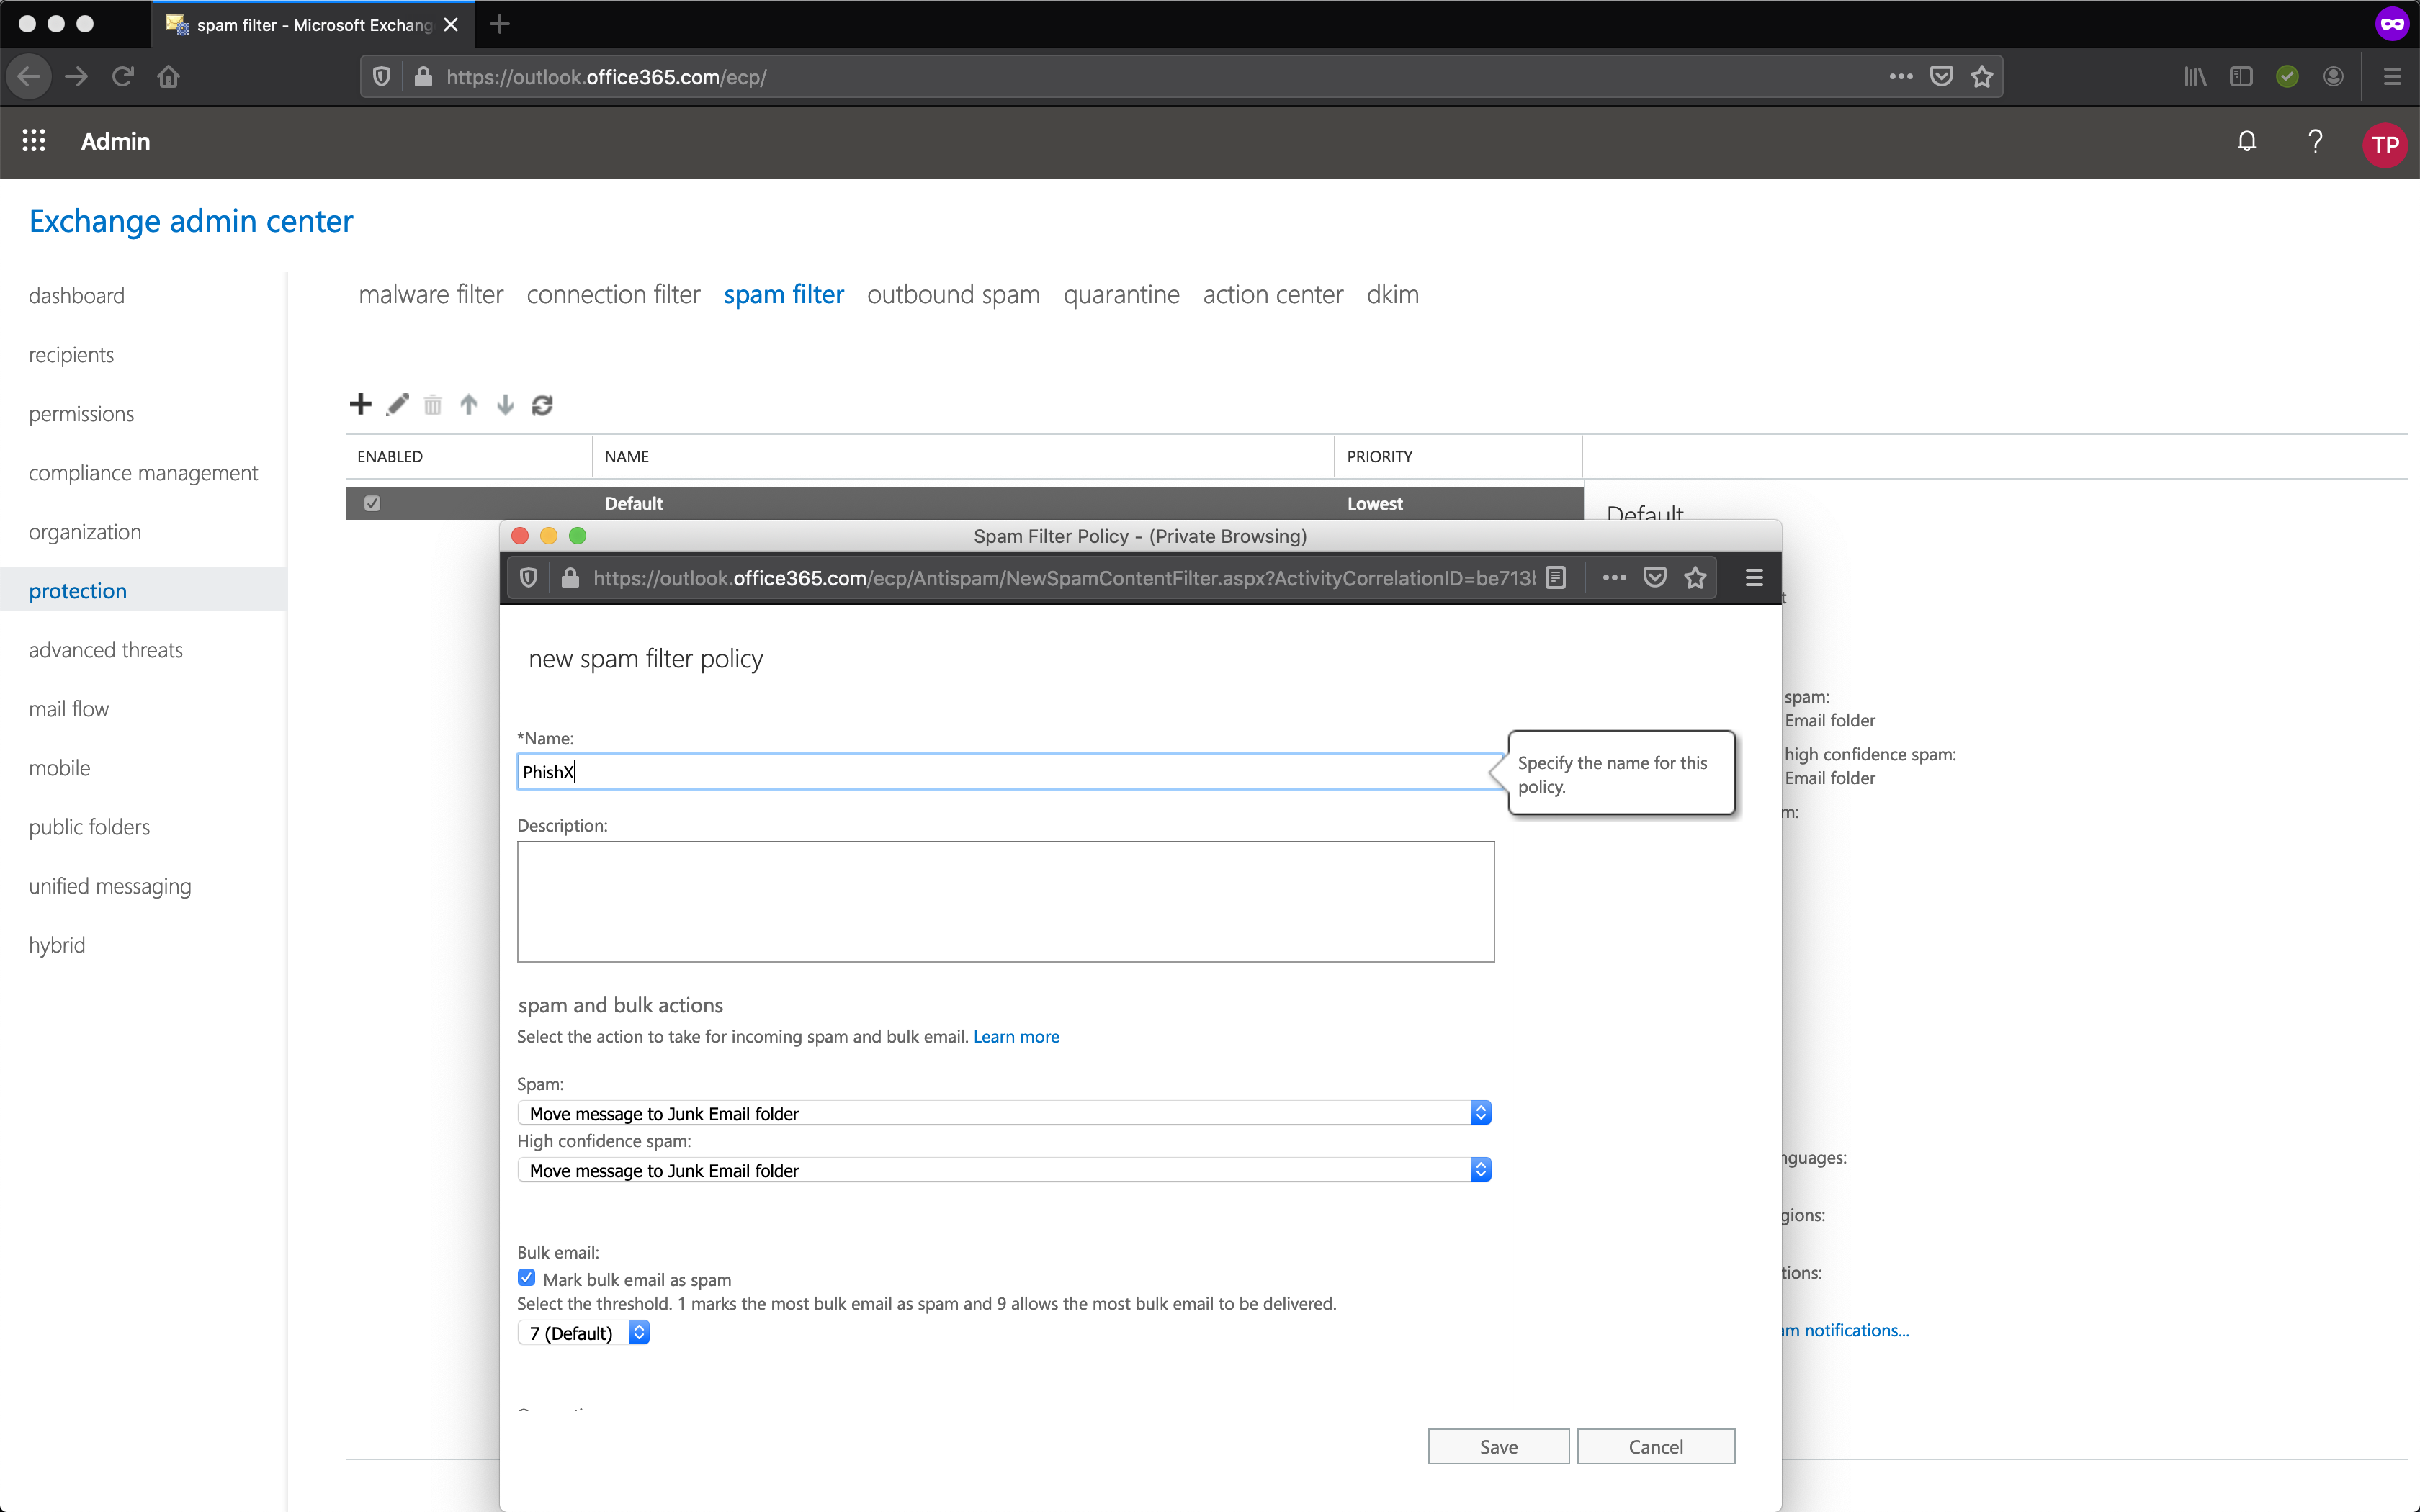 spam filter - Microsoft Exchang
https://outlook.office365.com/ecp/
Admin
TP
Exchange admin center
dashboard
recipients
permissions
compliance management
organization
protection
advanced threats
mail flow
mobile
public folders
unified messaging
hybrid
malware filter connection filter spam filter outbound spam quarantine action center dkim
ENABLED NAME PRIORITY
Default Lowest
Default
Spam Filter Policy - (Private Browsing)
https://outlook.office365.com/ecp/Antispam/NewSpamContentFilter.aspx?ActivityCorrelationID=be713
new spam filter policy
*Name:
PhishX
Specify the name for this
policy.
Description:
spam and bulk actions
Select the action to take for incoming spam and bulk email. Learn more
Spam:
Move message to Junk Email folder
High confidence spam:
Move message to Junk Email folder
Bulk email:
Mark bulk email as spam
Select the threshold. 1 marks the most bulk email as spam and 9 allows the most bulk email to be delivered.
7 (Default)
Save Cancel
spam:
Email folder
high confidence spam:
Email folder
m:
nguages:
gions:
tions:
am notifications...